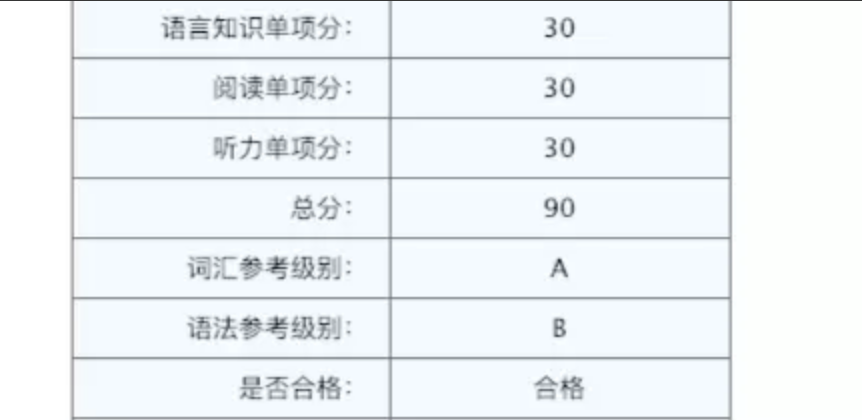 语言知识单项分: 30
阅读单项分: 30
听力单项分: 30
总分: 90
词汇参考级别: A
语法参考级别: B
是否合格: 合格